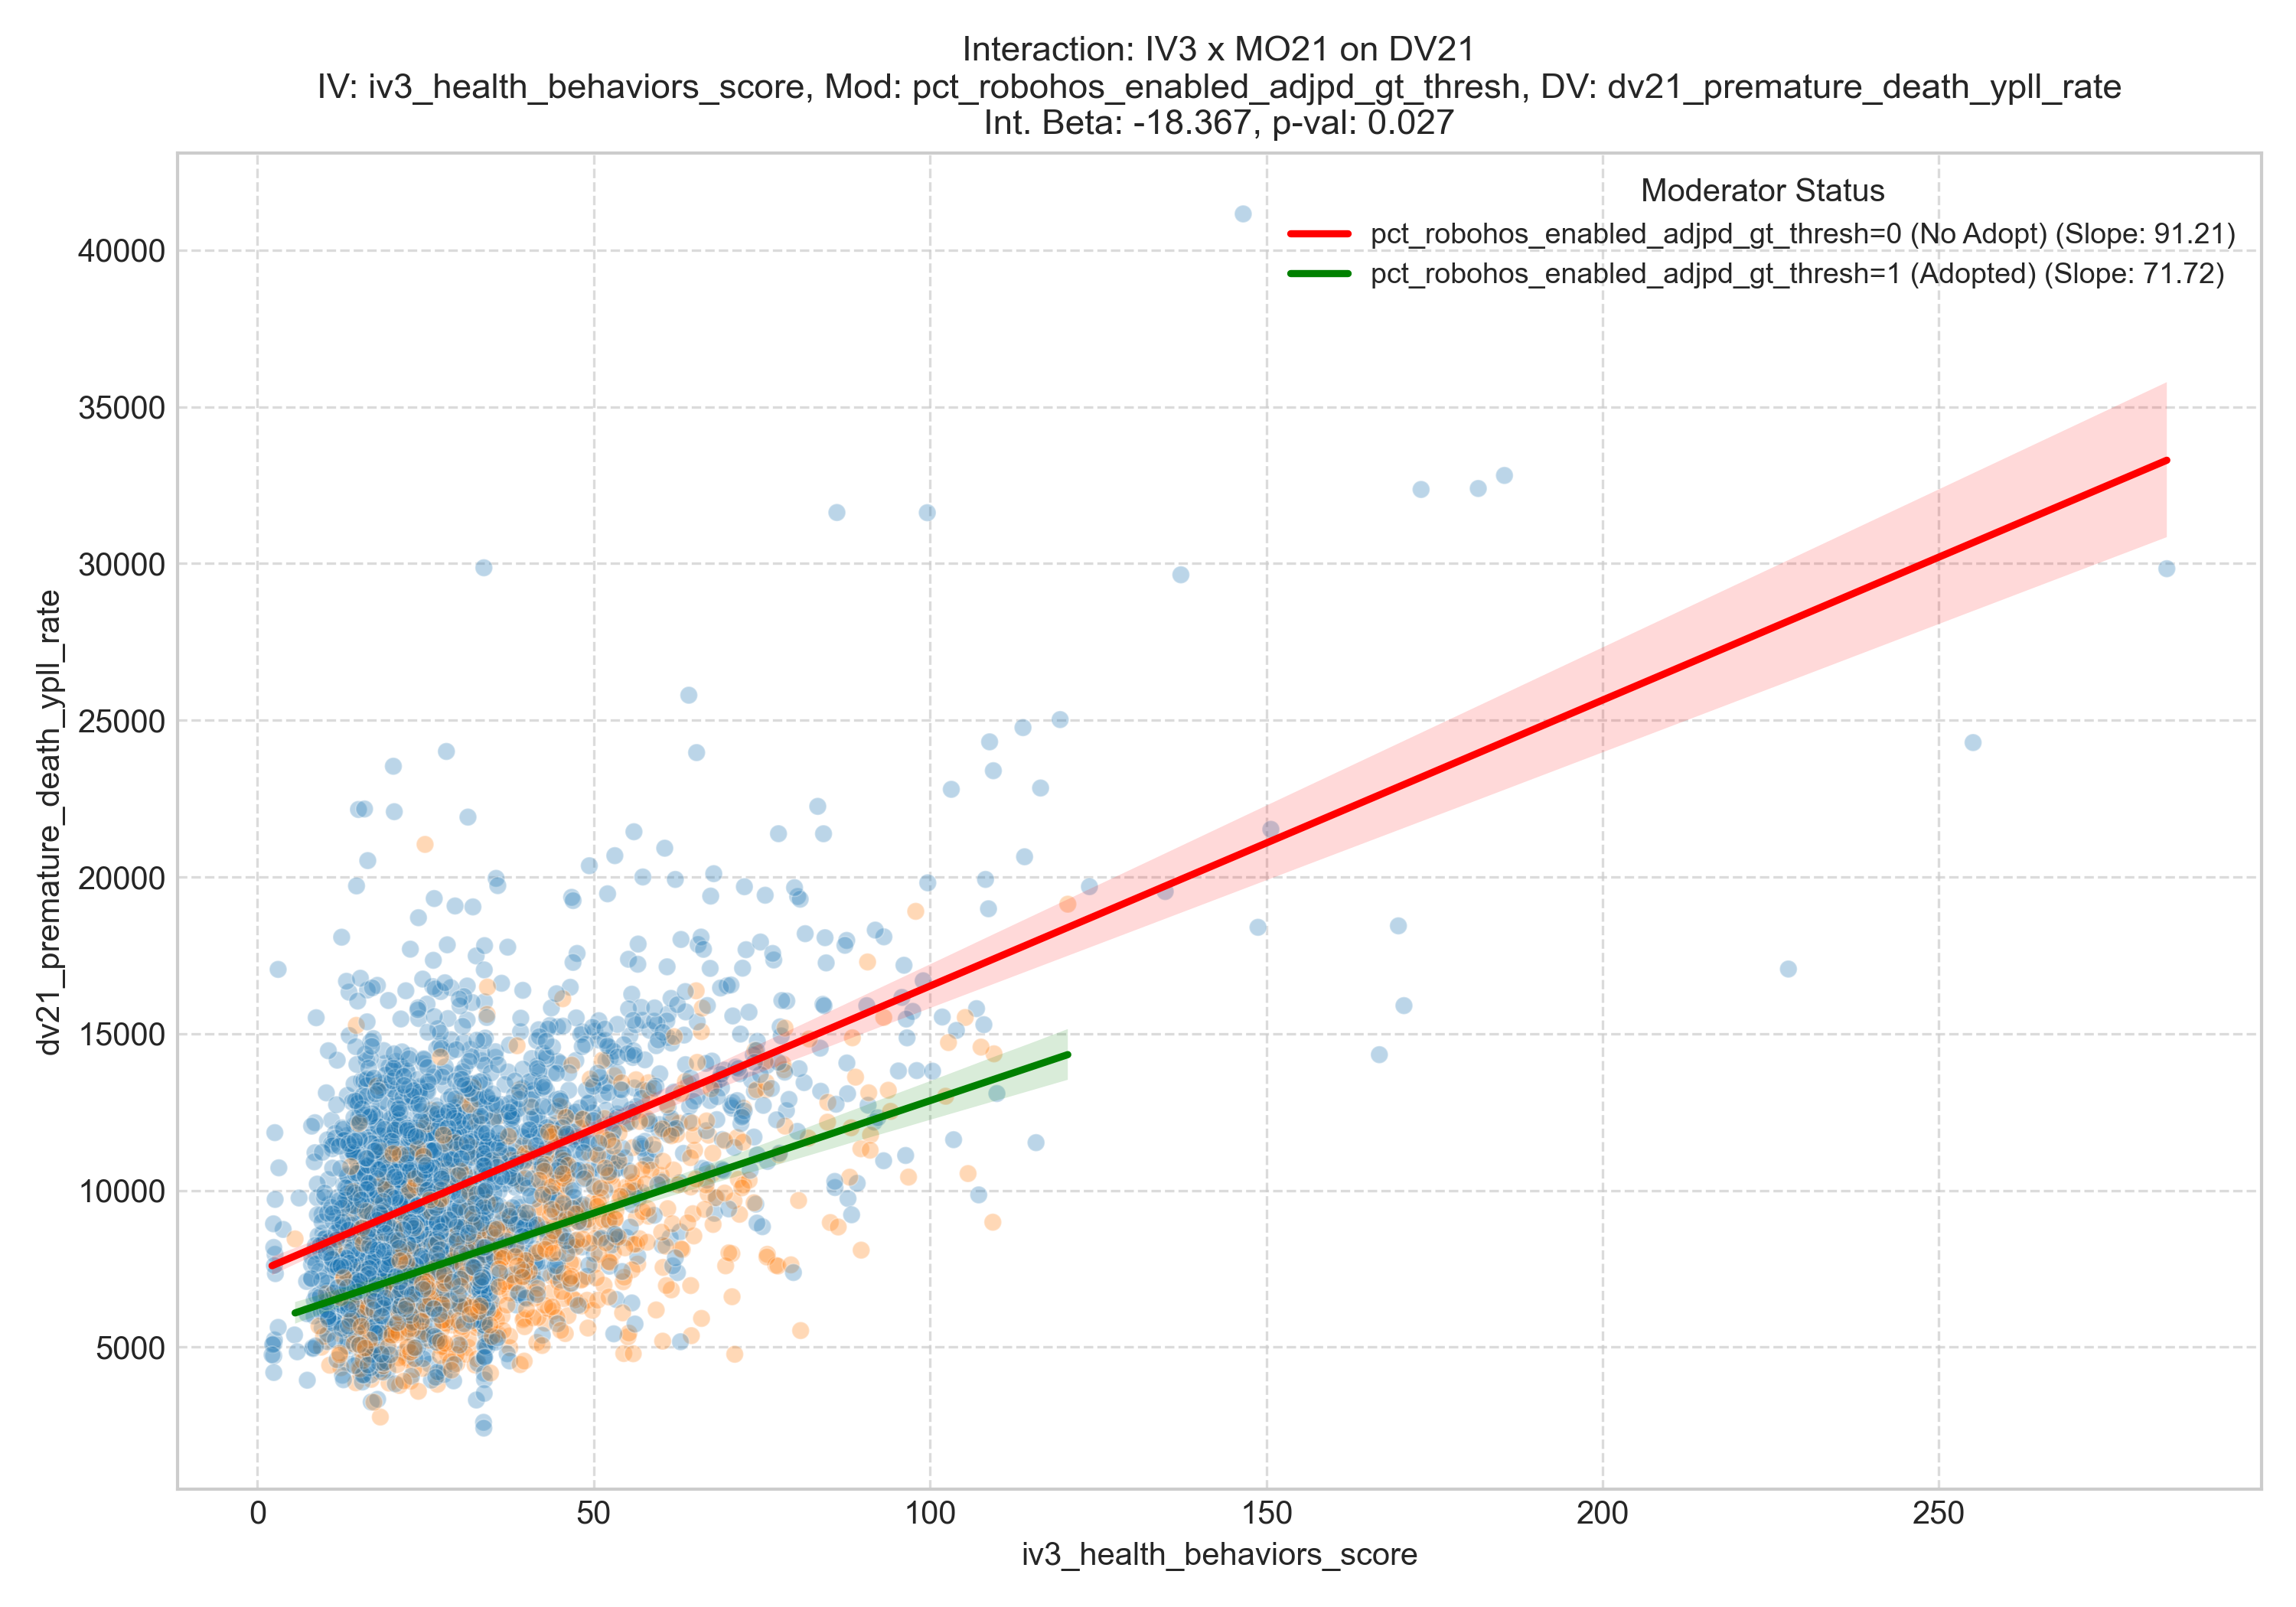 Interaction: IV3 x MO21 on DV21
IV: iv3_health_behaviors_score, Mod: pct_robohos_enabled_adjpd_gt_thresh, DV: dv21_premature_death_ypll_rate
Int. Beta: -18.367, p-val: 0.027
Moderator Status
pct_robohos_enabled_adjpd_gt_thresh=0 (No Adopt) (Slope: 91.21)
pct_robohos_enabled_adjpd_gt_thresh=1 (Adopted) (Slope: 71.72)
dv21_premature_death_ypll_rate
40000
35000
30000
25000
20000
15000
10000
5000
0 50 100 150 200 250
iv3_health_behaviors_score